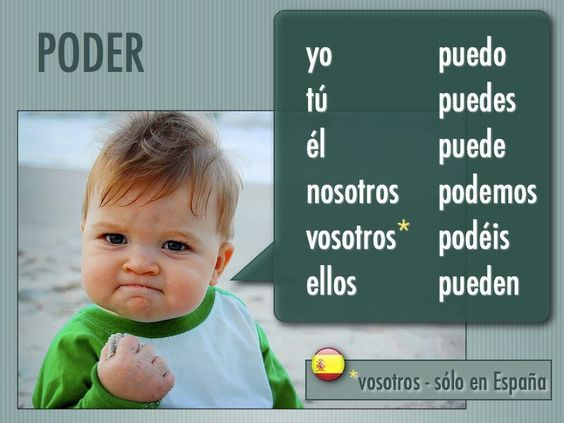 PODER
yo puedo
tú puedes
él puede
nosotros podemos
vosotros* podéis
ellos pueden
*vosotros - sólo en España